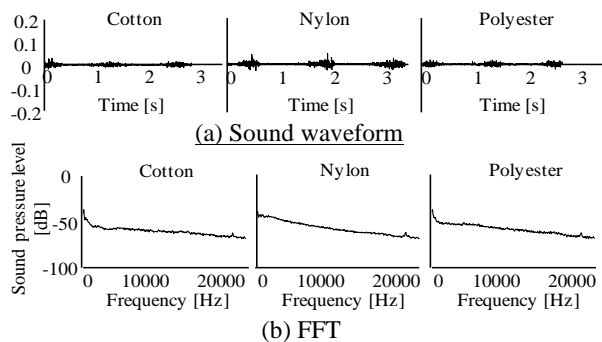 Cotton Nylon Polyester
0.2
0.1
0
-0.1
-0.2
0 1 2 3 0 1 2 3 0 1 2 3
Time [s] Time [s] Time [s]
(a) Sound waveform
Sound pressure level
[dB]
Cotton Nylon Polyester
0
-50
-100
0 10000 20000 0 10000 20000 0 10000 20000
Frequency [Hz] Frequency [Hz] Frequency [Hz]
(b) FFT